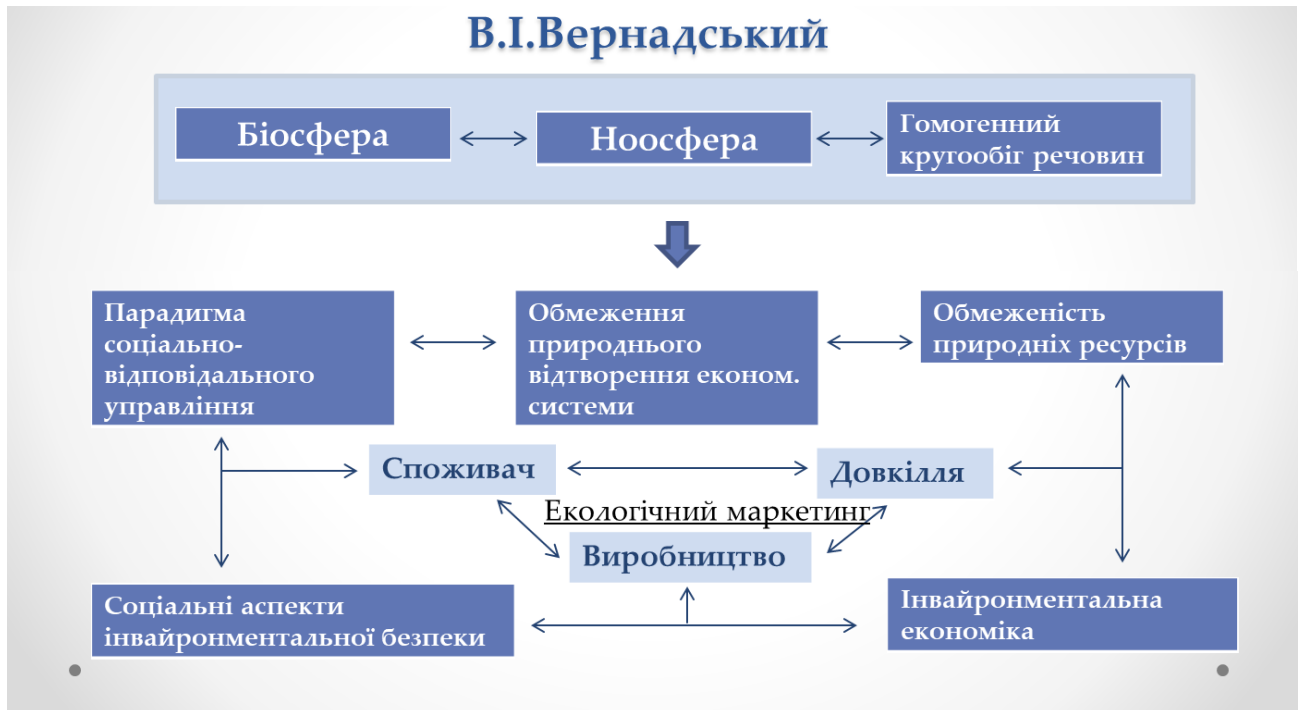 В.І.Вернадський
Біосфера
Ноосфера
Гомогенний
кругообіг речовин
Парадигма
соціально-
відповідального
управління
Обмеження
природнього
відтворення економ.
системи
Обмеженість
природніх ресурсів
Споживач
Довкілля
Екологічний маркетинг
Виробництво
Соціальні аспекти
інвайронментальної безпеки
Інвайронментальна
економіка